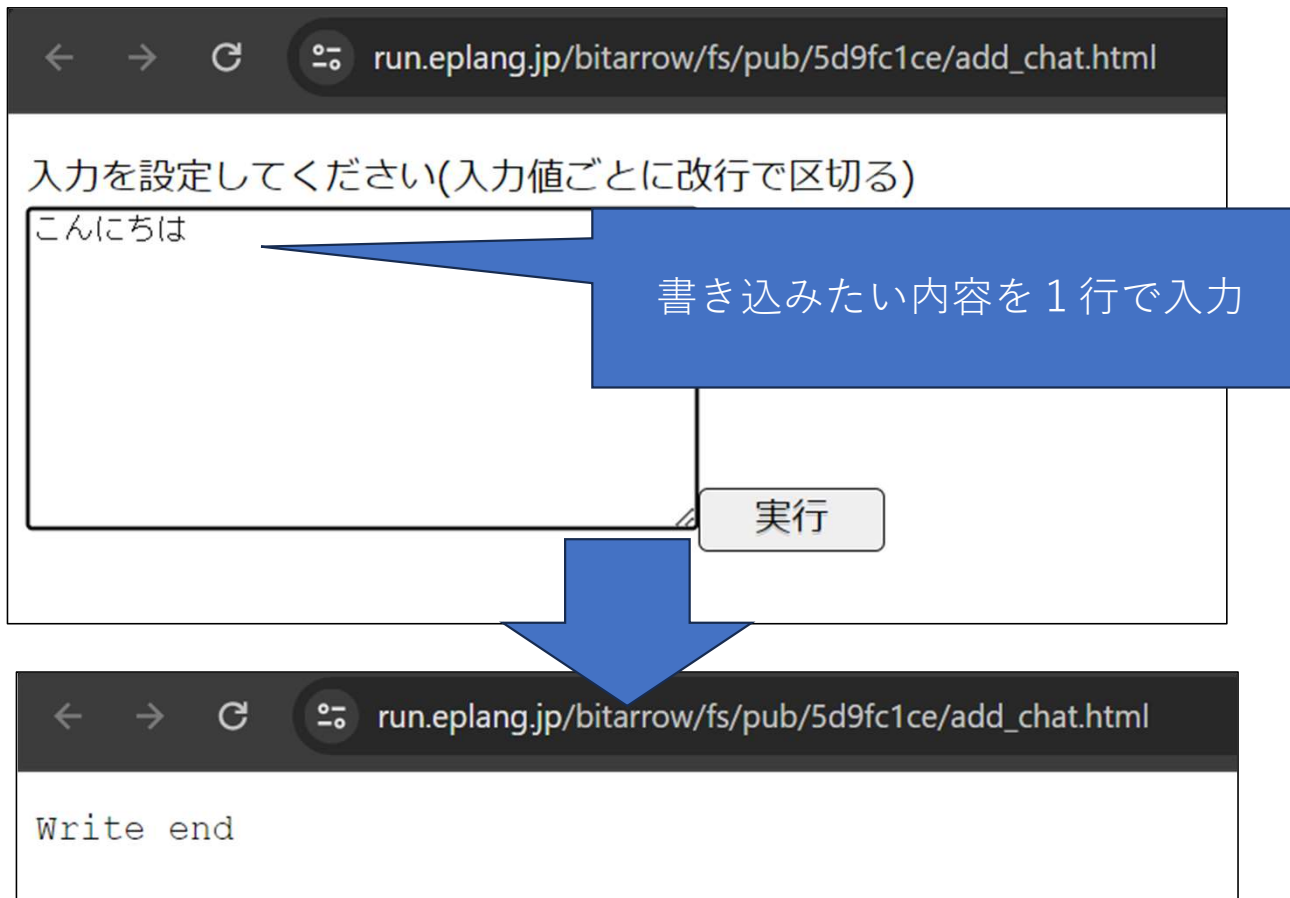 run.eplang.jp/bitarrow/fs/pub/5d9fc1ce/add_chat.html
入力を設定してください(入力値ごとに改行で区切る)
こんにちは
書き込みたい内容を１行で入力
実行
run.eplang.jp/bitarrow/fs/pub/5d9fc1ce/add_chat.html
Write end